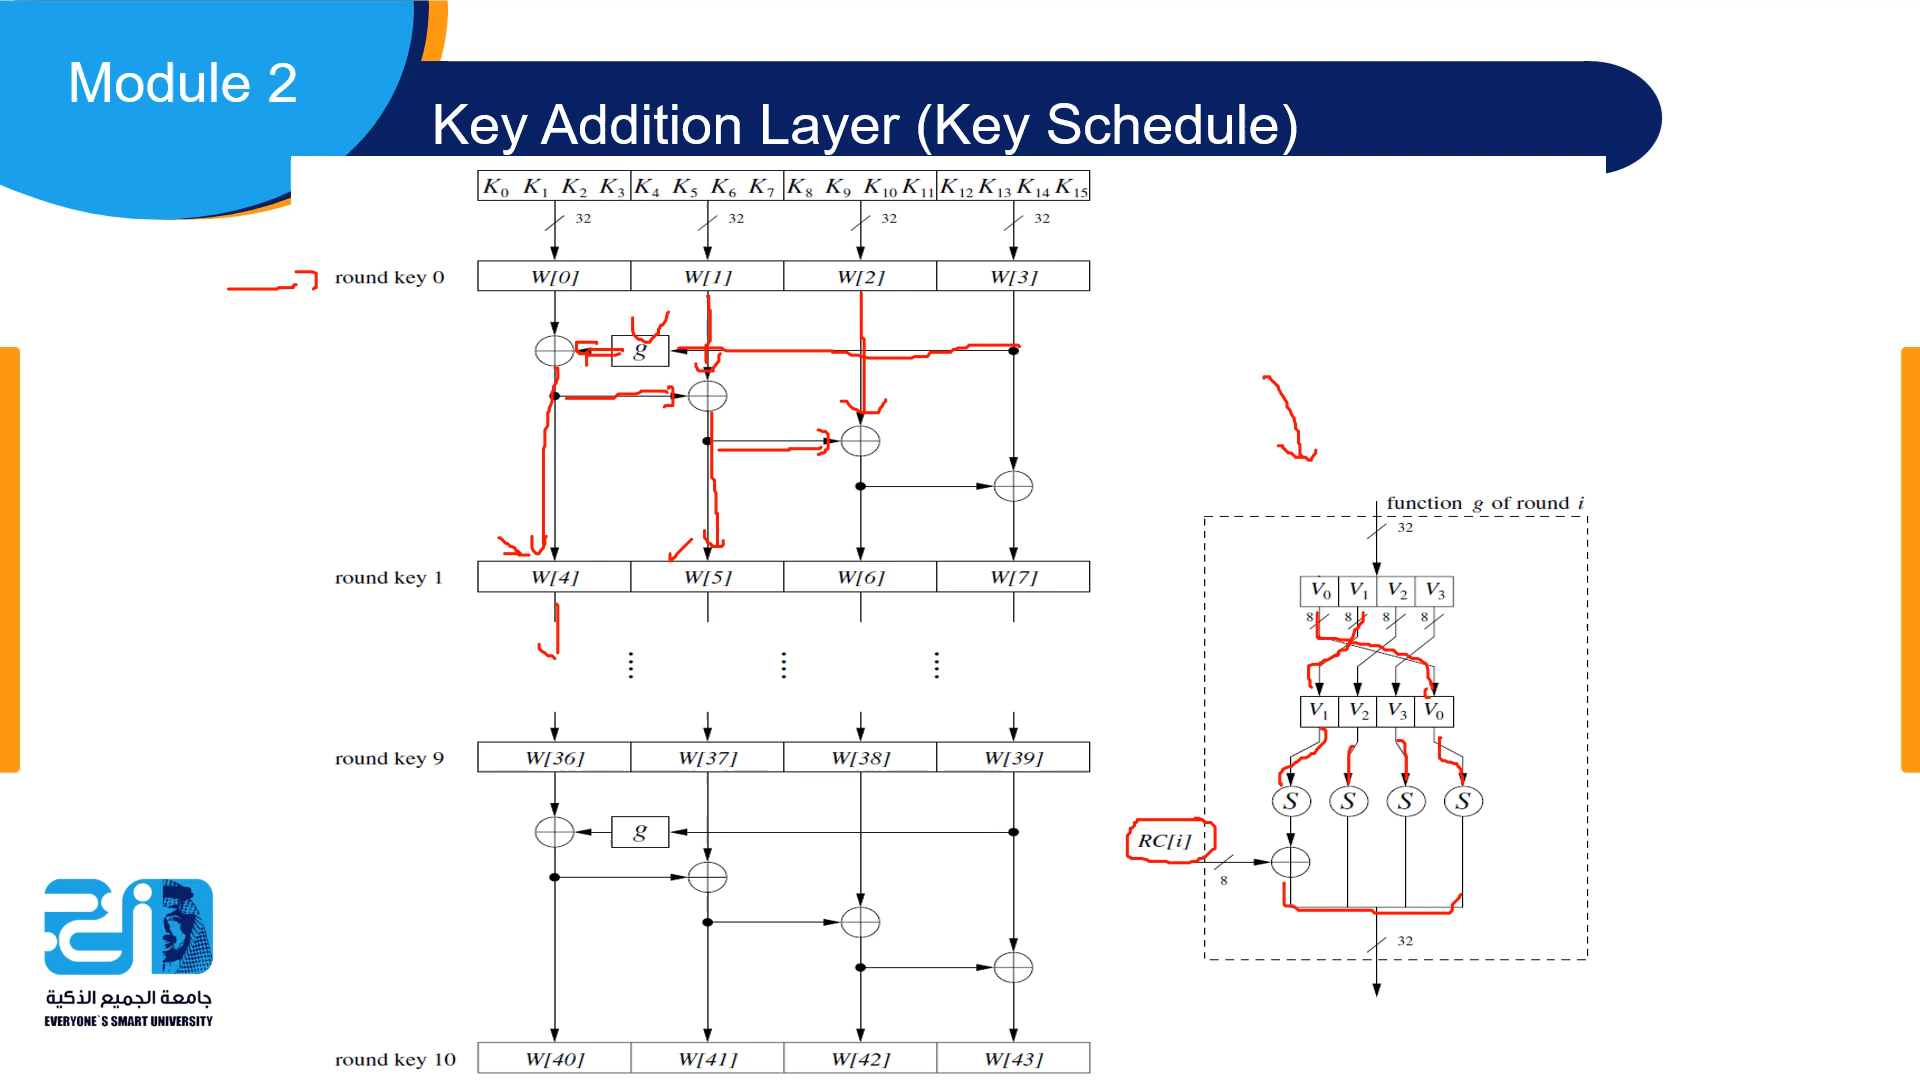 Module 2
Key Addition Layer (Key Schedule)
K0 K1 K2 K3 K4 K5 K6 K7 K8 K9 K10 K11 K12 K13 K14 K15
32 32 32 32
round key 0 W[0] W[1] W[2] W[3]
g
function g of round i
32
round key 1 W[4] W[5] W[6] W[7]
V0 V1 V2 V3
8 8 8 8
V1 V2 V3 V0
round key 9 W[36] W[37] W[38] W[39]
S S S S
g
RC[i]
8
32
جامعة الجميع الذكية
EVERYONE`S SMART UNIVERSITY
round key 10 W[40] W[41] W[42] W[43]